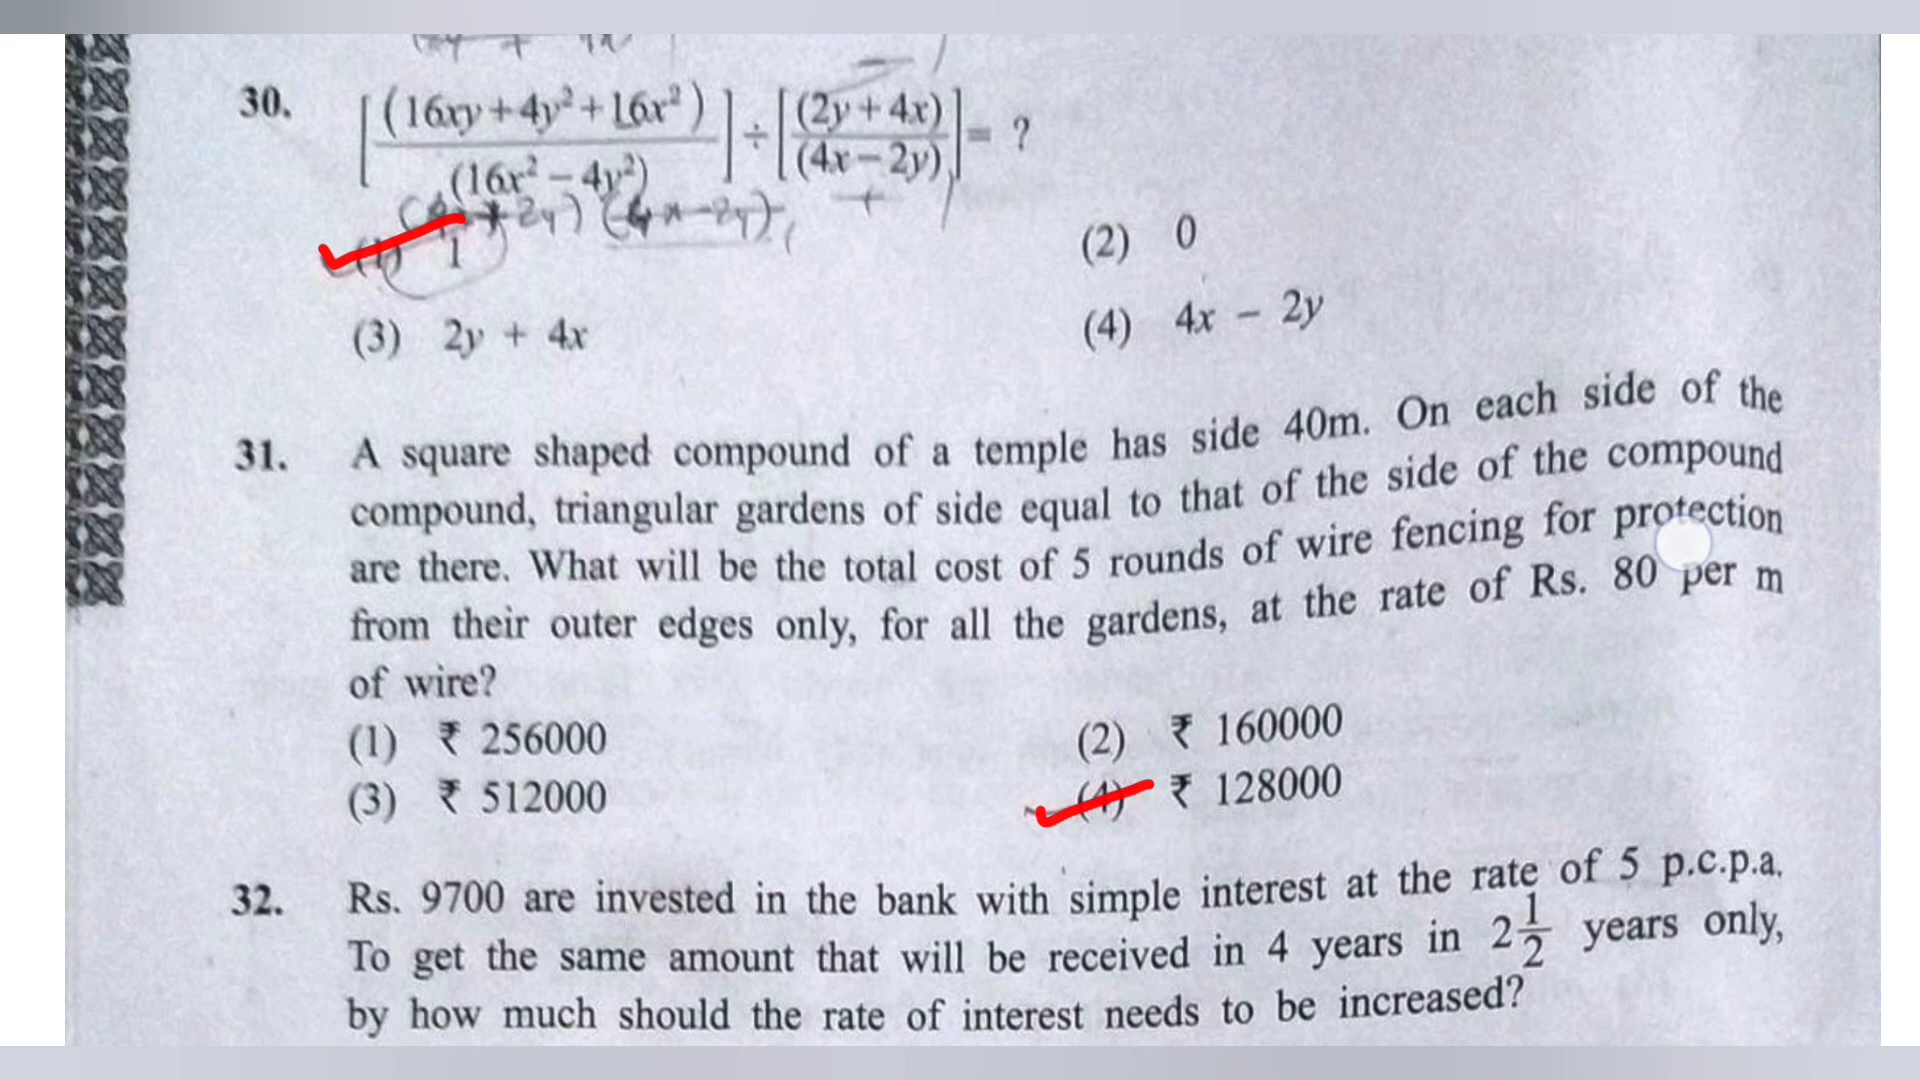 30. [(16xy + 4y² + 16x²) / (16x² – 4y²)] ÷ [(2y + 4x) / (4x – 2y)] = ?
2y) (4x-2y)
(1) 1 (2) 0
(3) 2y + 4x (4) 4x – 2y
31. A square shaped compound of a temple has side 40m. On each side of the
compound, triangular gardens of side equal to that of the side of the compound
are there. What will be the total cost of 5 rounds of wire fencing for protection
from their outer edges only, for all the gardens, at the rate of Rs. 80 per m
of wire?
(1) ₹ 256000 (2) ₹ 160000
(3) ₹ 512000 (4) ₹ 128000
32. Rs. 9700 are invested in the bank with simple interest at the rate of 5 p.c.p.a.
To get the same amount that will be received in 4 years in 2 1/2 years only,
by how much should the rate of interest needs to be increased?